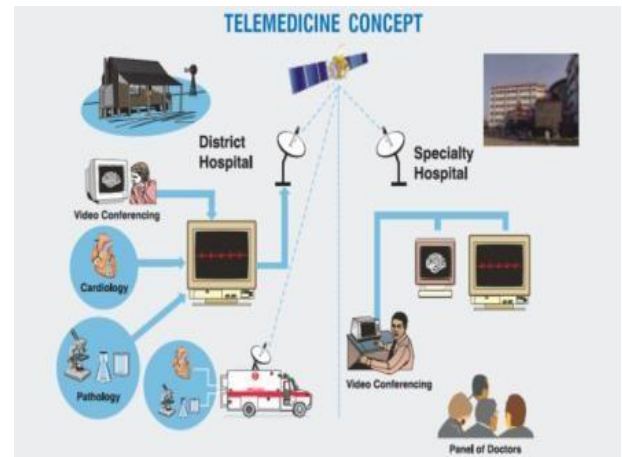 TELEMEDICINE CONCEPT
District
Hospital
Specialty
Hospital
Video Conferencing
Cardiology
Pathology
Video Conferencing
Panel of Doctors